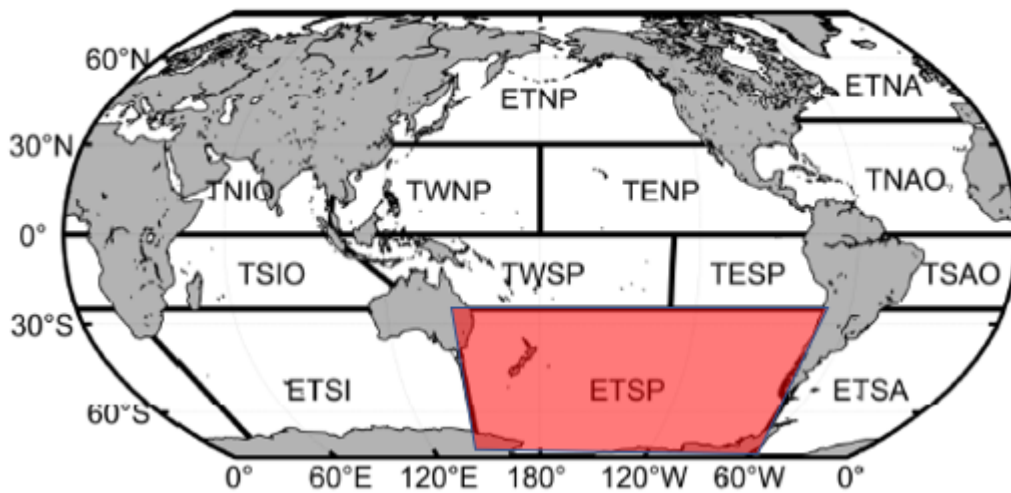 60°N
ETNP
ETNA
30°N
TNIO
TWNP
TENP
TNAO
0°
TSIO
TWSP
TESP
TSAO
30°S
ETSI
ETSP
ETSA
60°S
0° 60°E 120°E 180° 120°W 60°W 0°